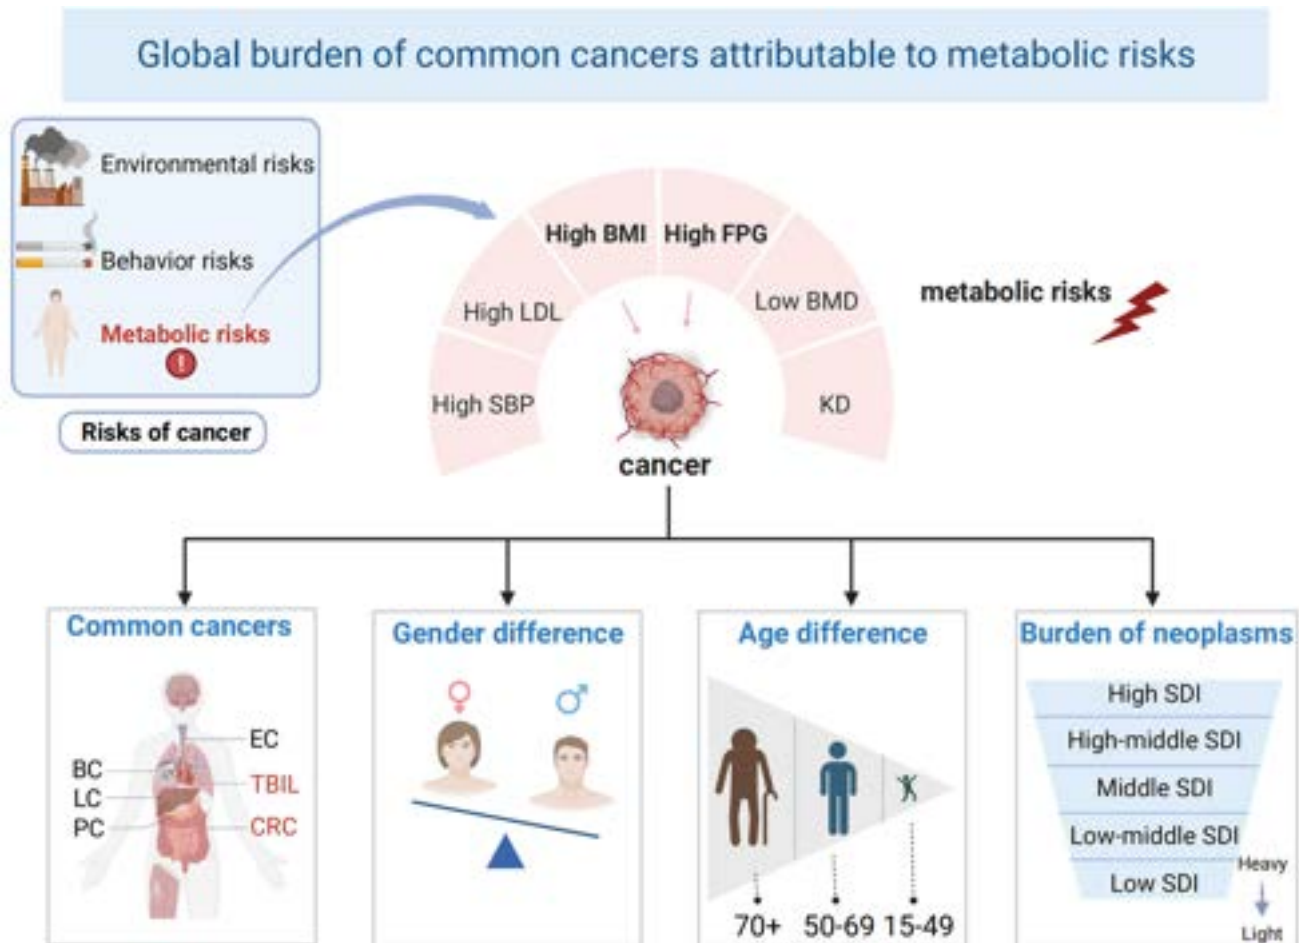 Global burden of common cancers attributable to metabolic risks
Environmental risks
Behavior risks
Metabolic risks
!
Risks of cancer
High SBP
High LDL
High BMI
High FPG
Low BMD
KD
metabolic risks
cancer
Common cancers
EC
BC
TBIL
LC
PC
CRC
Gender difference
Age difference
70+
50-69
15-49
Burden of neoplasms
High SDI
High-middle SDI
Middle SDI
Low-middle SDI
Low SDI
Heavy
Light